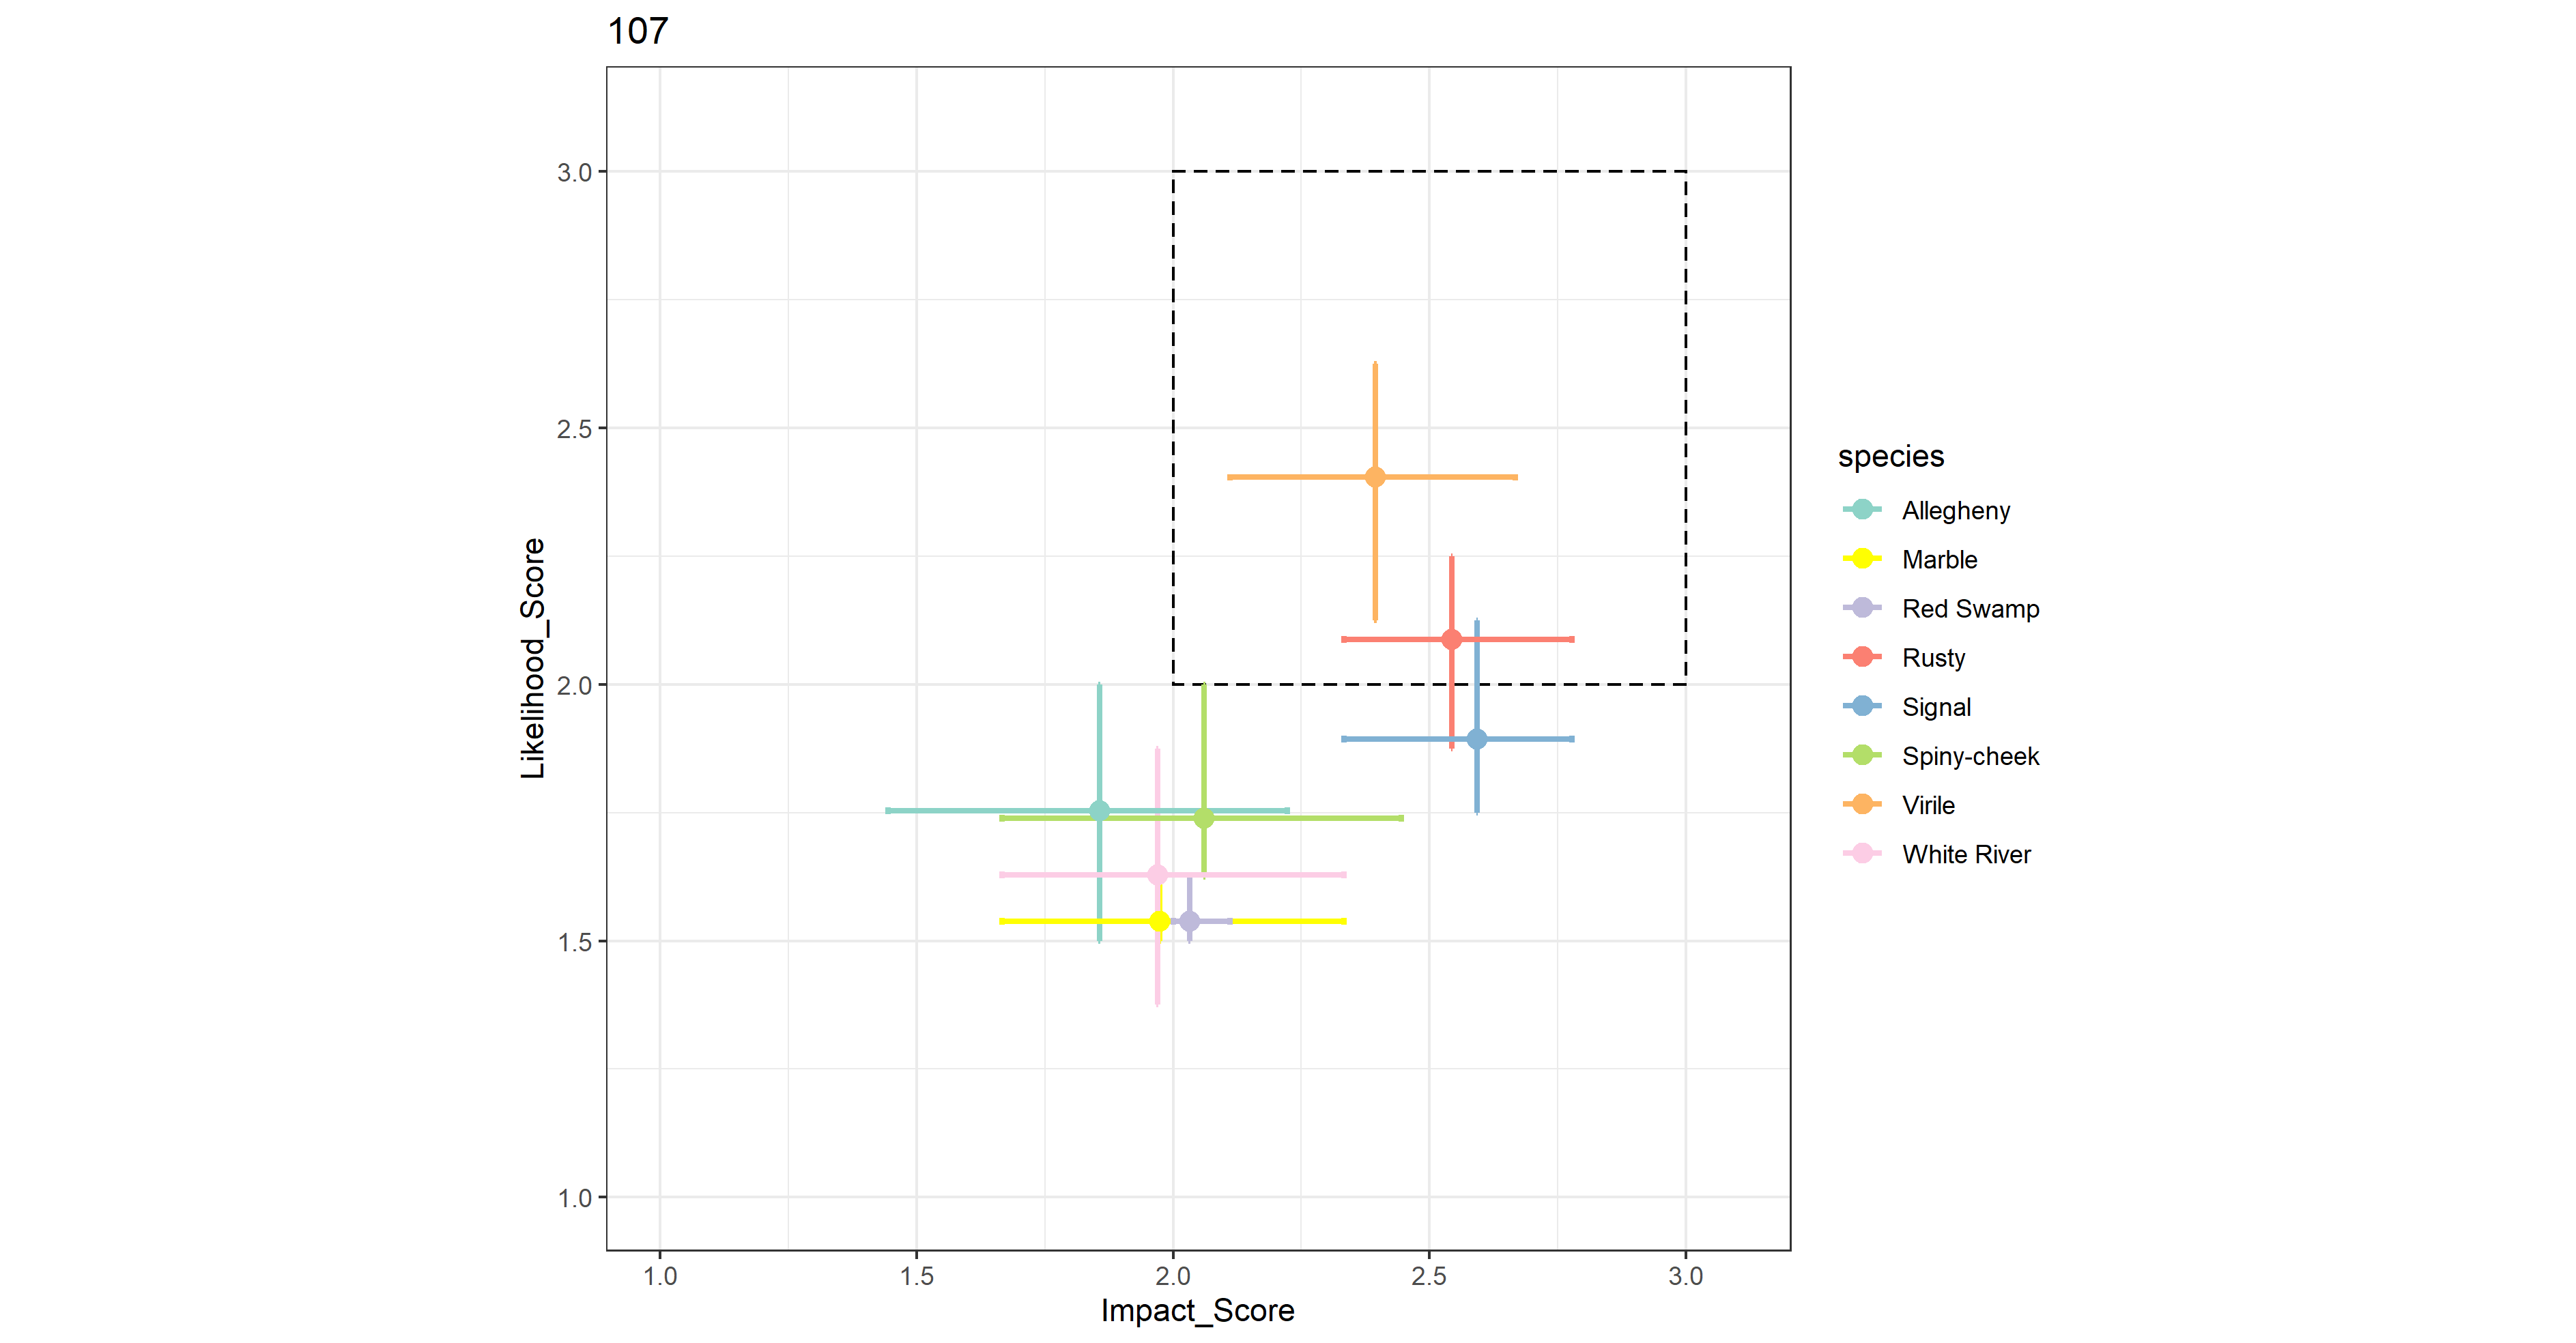 107
3.0
2.5
2.0
1.5
1.0
Likelihood_Score
1.0 1.5 2.0 2.5 3.0
Impact_Score
species
Allegheny
Marble
Red Swamp
Rusty
Signal
Spiny-cheek
Virile
White River